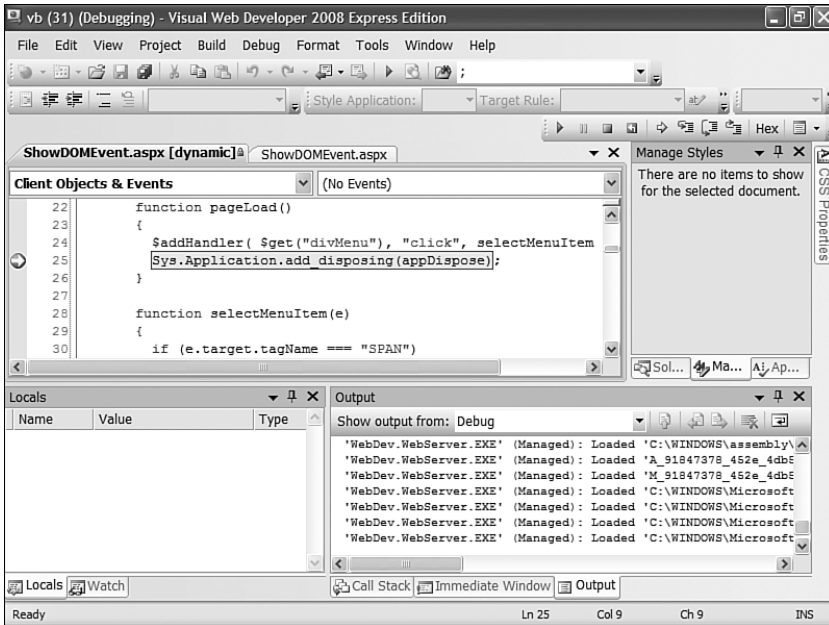 vb (31) (Debugging) - Visual Web Developer 2008 Express Edition
File Edit View Project Build Debug Format Tools Window Help
;
Style Application: Target Rule:
Hex
ShowDOMEvent.aspx [dynamic] ShowDOMEvent.aspx
Client Objects & Events (No Events)
22 function pageLoad()
23 {
24 $addHandler( $get("divMenu"), "click", selectMenuItem
25 Sys.Application.add_disposing(appDispose);
26 }
27
28 function selectMenuItem(e)
29 {
30 if (e.target.tagName === "SPAN")
Manage Styles
There are no items to show
for the selected document.
CSS Properties
Sol... Ma... Ap...
Locals
Name Value Type
Locals Watch
Output
Show output from: Debug
'WebDev.WebServer.EXE' (Managed): Loaded 'C:\WINDOWS\assembly\
'WebDev.WebServer.EXE' (Managed): Loaded 'A_91847378_452e_4db5
'WebDev.WebServer.EXE' (Managed): Loaded 'M_91847378_452e_4db5
'WebDev.WebServer.EXE' (Managed): Loaded 'C:\WINDOWS\Microsoft
'WebDev.WebServer.EXE' (Managed): Loaded 'C:\WINDOWS\Microsoft
'WebDev.WebServer.EXE' (Managed): Loaded 'C:\WINDOWS\Microsoft
'WebDev.WebServer.EXE' (Managed): Loaded 'C:\WINDOWS\Microsoft
Call Stack Immediate Window Output
Ready Ln 25 Col 9 Ch 9 INS